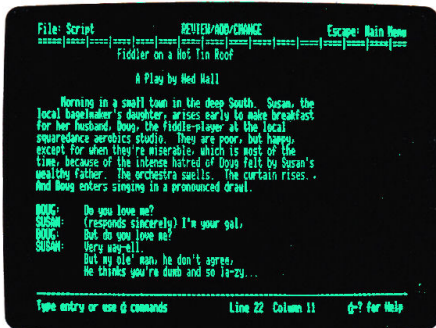 File: Script REVIEW/ADD/CHANGE Escape: Main Menu
=====|====|====|====|====|====|====|====|====|====|====|====|====|====|====|===
Fiddler on a Hot Tin Roof
A Play by Ned Wall
Morning in a small town in the deep South. Susan, the
local bagelmaker's daughter, arises early to make breakfast
for her husband, Doug, the fiddle-player at the local
squaredance aerobics studio. They are poor, but happy,
except for when they're miserable, which is most of the
time, because of the intense hatred of Doug felt by Susan's
wealthy father. The orchestra swells. The curtain rises.
And Doug enters singing in a pronounced drawl.
DOUG: Do you love me?
SUSAN: (responds sincerely) I'm your gal,
DOUG: But do you love me?
SUSAN: Very way-ell.
But my ole' man, he don't agree,
He thinks you're dumb and so la-zy...
Type entry or use commands Line 22 Column 11 -? for Help